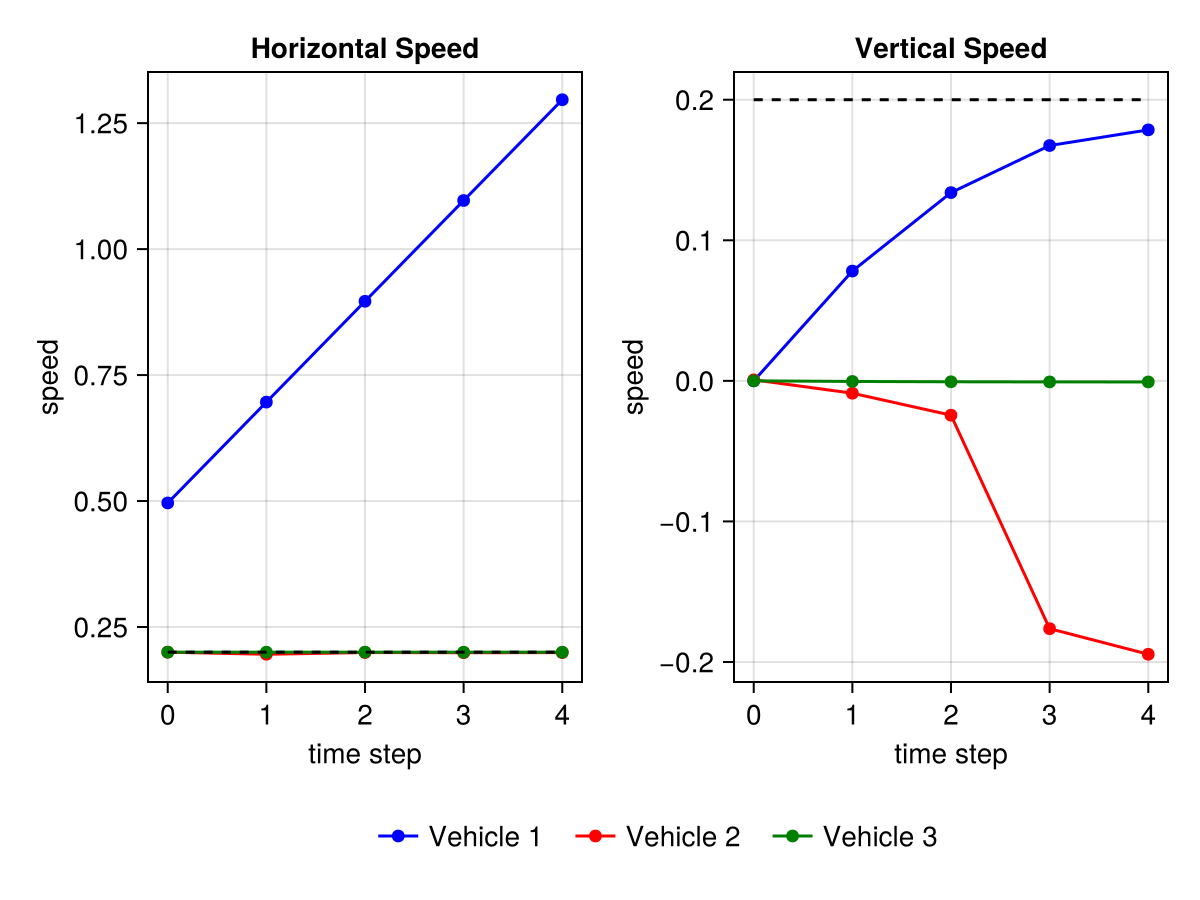 Horizontal Speed
1.25
1.00
0.75
0.50
0.25
speed
0 1 2 3 4
time step
Vertical Speed
0.2
0.1
0.0
−0.1
−0.2
speed
0 1 2 3 4
time step
Vehicle 1 Vehicle 2 Vehicle 3